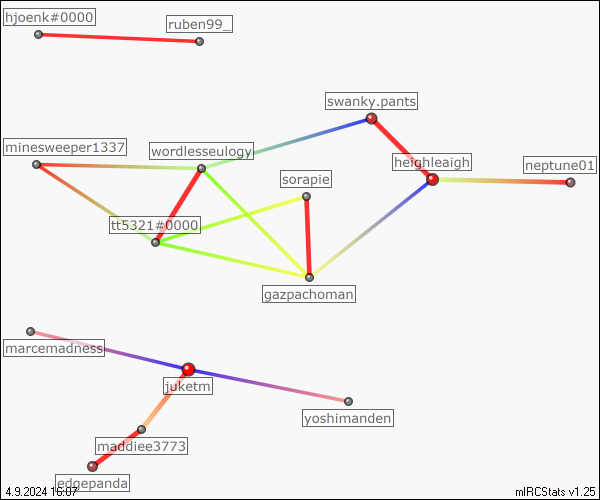 hjoenk#0000
ruben99_
swanky.pants
minesweeper1337
wordlesseulogy
heighleaigh
neptune01
sorapie
tt5321#0000
gazpachoman
marcemadness
juketm
yoshimanden
maddiee3773
edgepanda
4.9.2024 16:07
mIRCStats v1.25